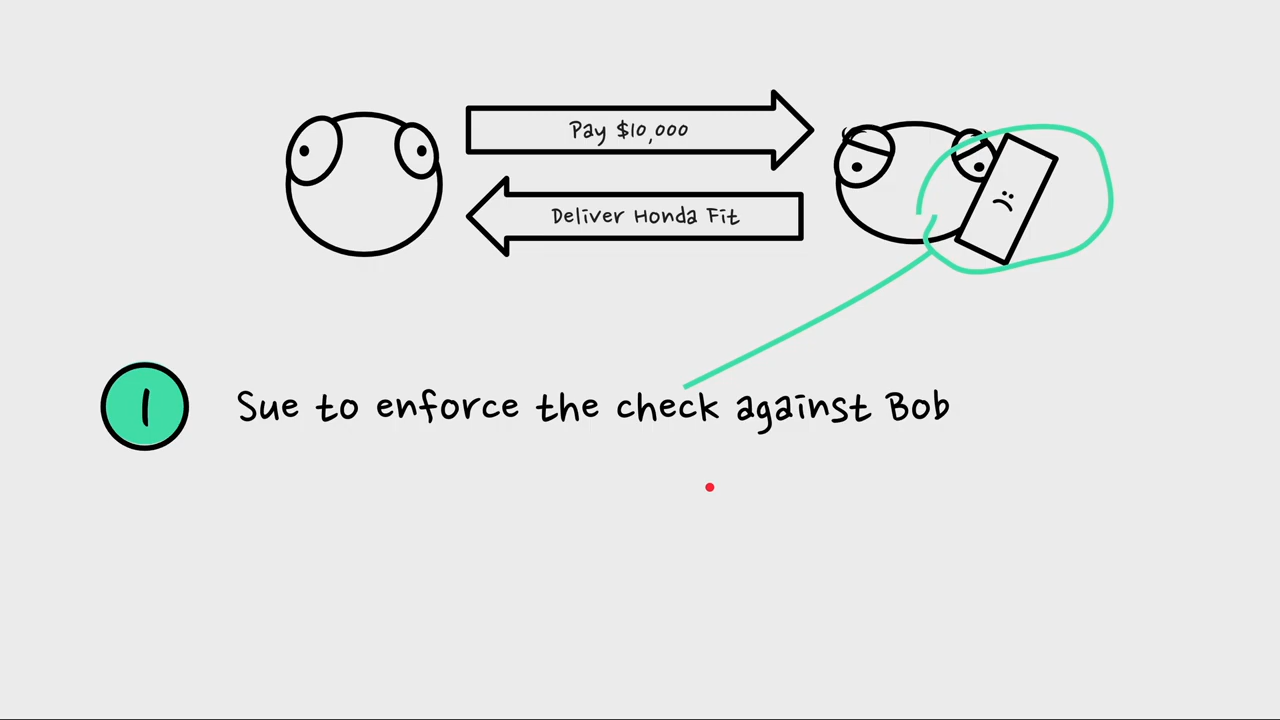 Pay $10,000
Deliver Honda Fit
1 Sue to enforce the check against Bob